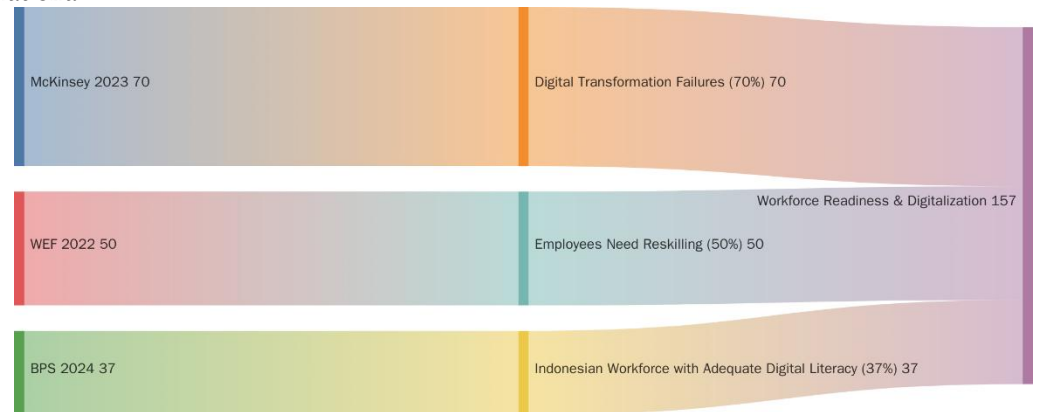 McKinsey 2023 70
Digital Transformation Failures (70%) 70
Workforce Readiness & Digitalization 157
WEF 2022 50
Employees Need Reskilling (50%) 50
BPS 2024 37
Indonesian Workforce with Adequate Digital Literacy (37%) 37